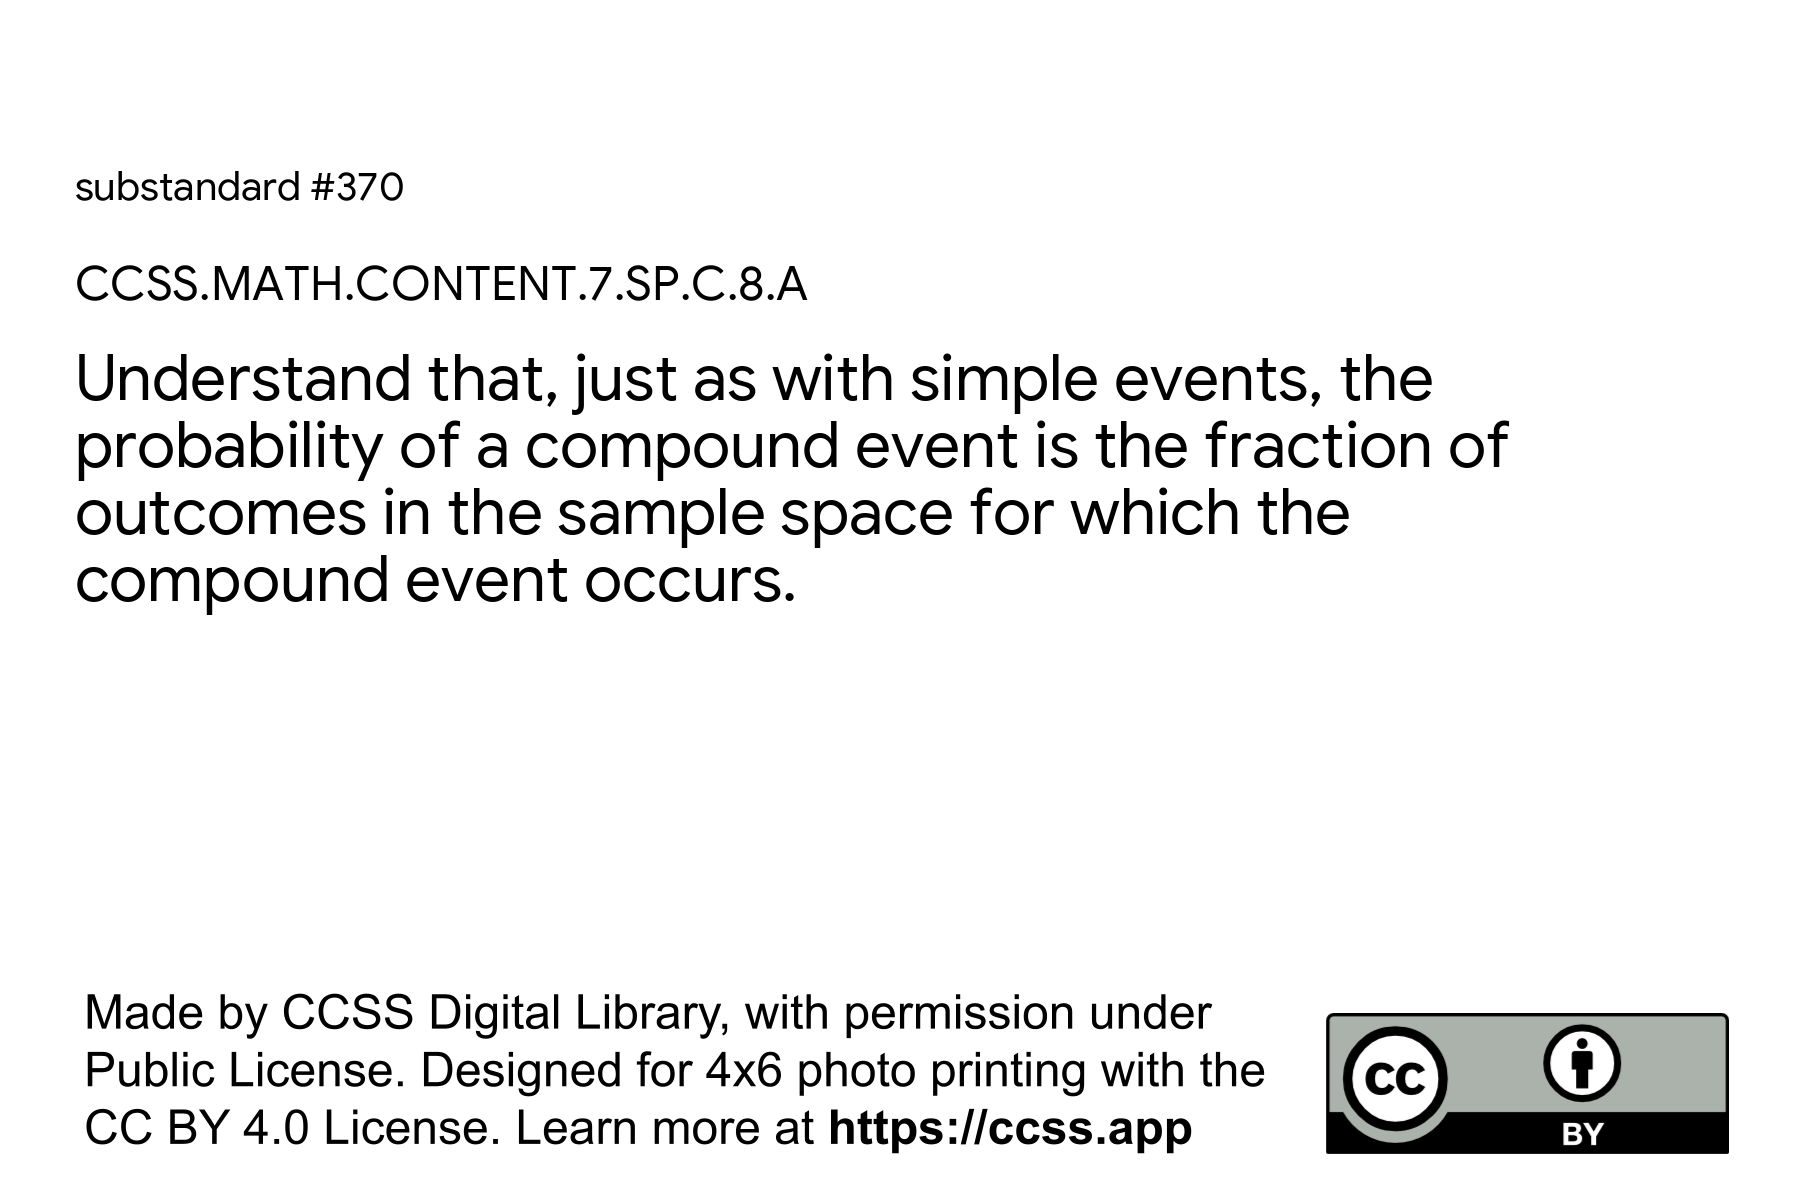 substandard #370
CCSS.MATH.CONTENT.7.SP.C.8.A
Understand that, just as with simple events, the
probability of a compound event is the fraction of
outcomes in the sample space for which the
compound event occurs.
Made by CCSS Digital Library, with permission under
Public License. Designed for 4x6 photo printing with the
CC BY 4.0 License. Learn more at https://ccss.app
cc
BY